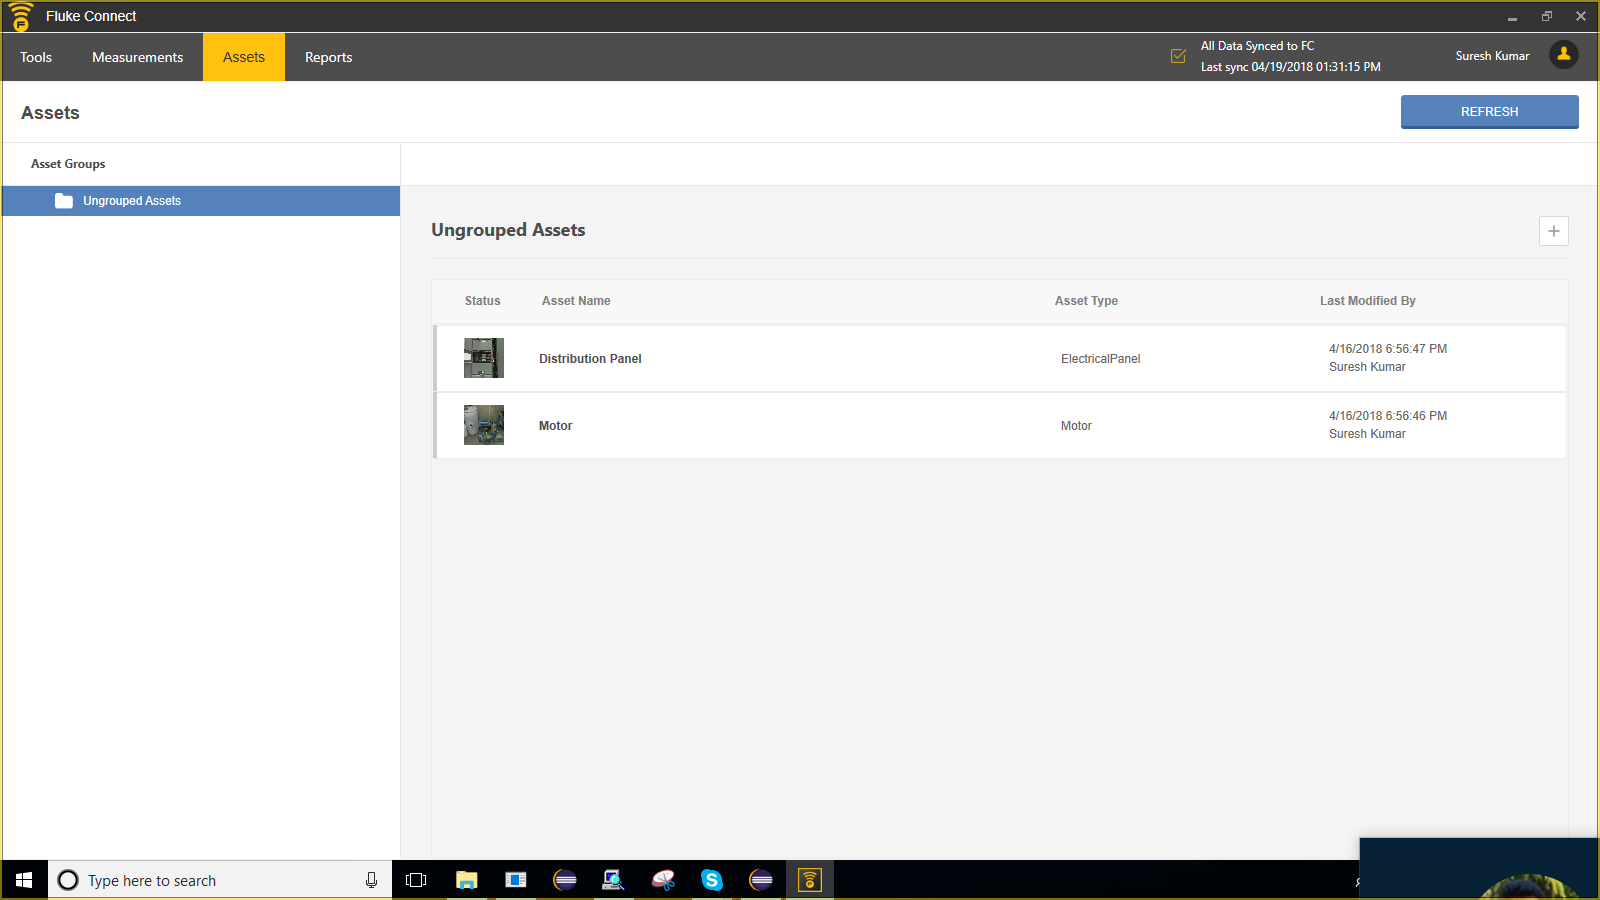 Fluke Connect
Tools
Measurements
Assets
Reports
All Data Synced to FC
Last sync 04/19/2018 01:31:15 PM
Suresh Kumar
Assets
REFRESH
Asset Groups
Ungrouped Assets
Ungrouped Assets
Status
Asset Name
Asset Type
Last Modified By
Distribution Panel
ElectricalPanel
4/16/2018 6:56:47 PM
Suresh Kumar
Motor
Motor
4/16/2018 6:56:46 PM
Suresh Kumar
Type here to search